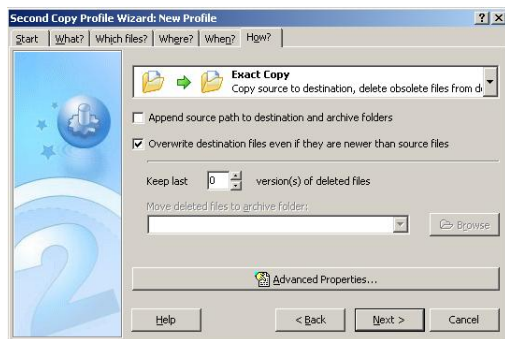 Second Copy Profile Wizard: New Profile
Start What? Which files? Where? When? How?
Exact Copy
Copy source to destination, delete obsolete files from d
Append source path to destination and archive folders
Overwrite destination files even if they are newer than source files
Keep last 0 version(s) of deleted files
Move deleted files to archive folder:
Browse
Advanced Properties...
Help < Back Next > Cancel